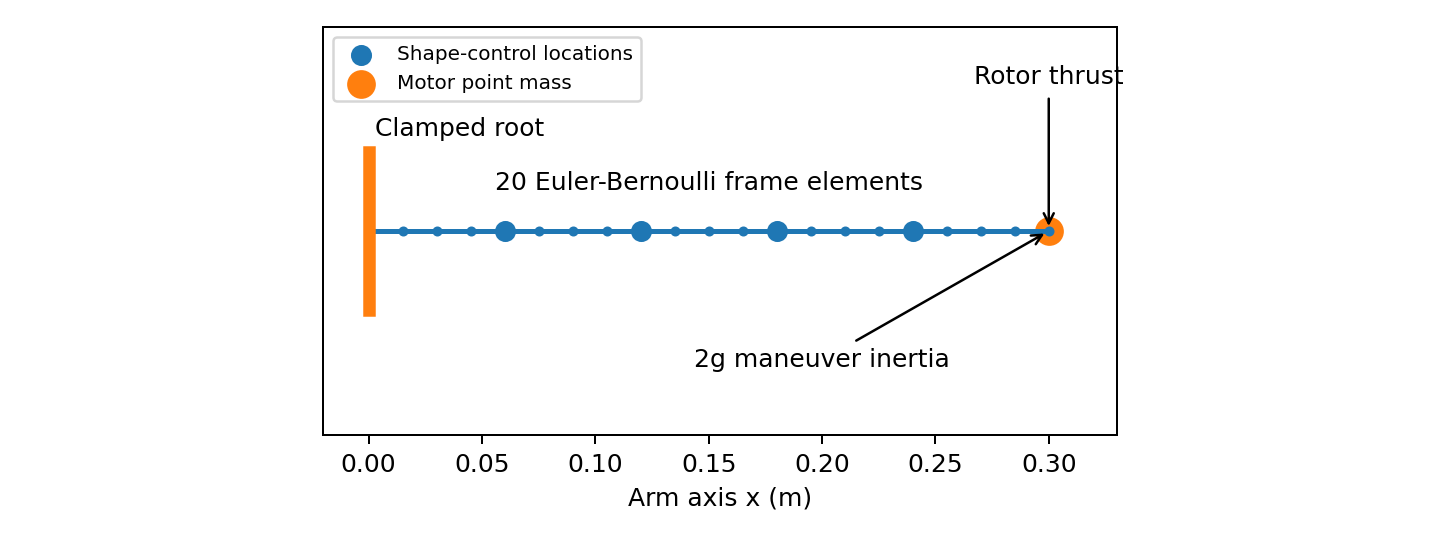 Shape-control locations
Motor point mass
Rotor thrust
Clamped root
20 Euler-Bernoulli frame elements
2g maneuver inertia
0.00 0.05 0.10 0.15 0.20 0.25 0.30
Arm axis x (m)